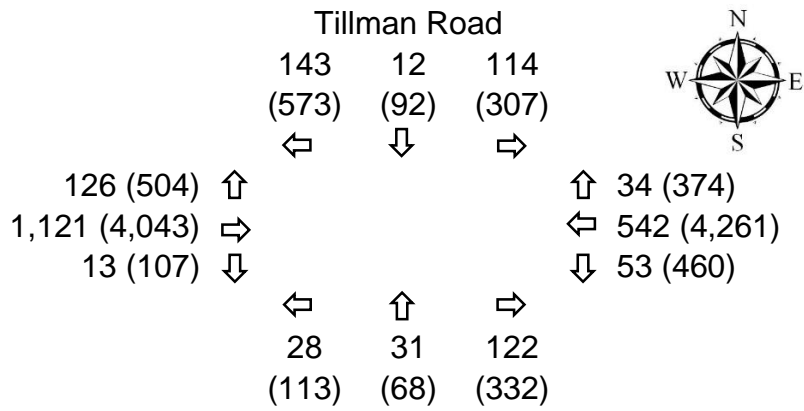 Tillman Road
143 12 114
(573) (92) (307)
N
W E
S
126 (504)
1,121 (4,043)
13 (107)
34 (374)
542 (4,261)
53 (460)
28 31 122
(113) (68) (332)